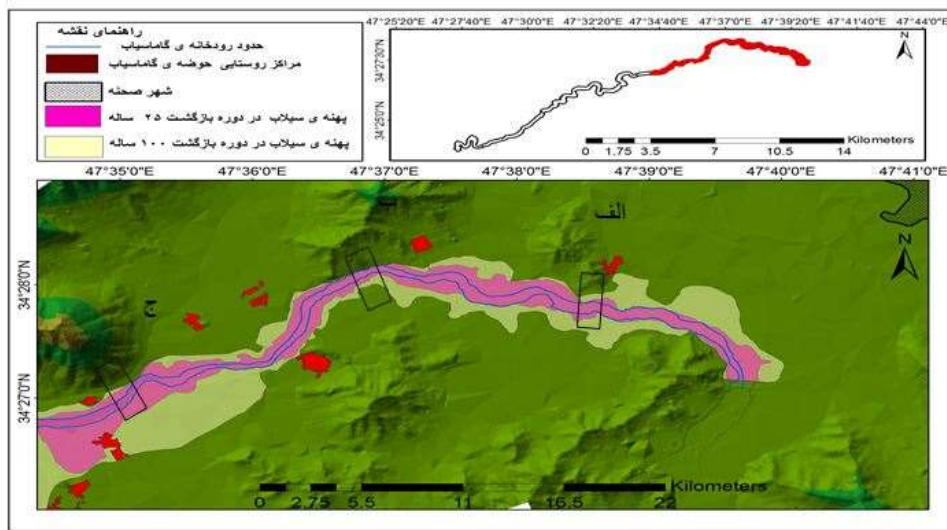 راهنمای نقشه
حدود رودخانه ی گاماسیاب
مراکز روستایی حوضه ی گاماسیاب
شهر صحنه
پهنه ی سیلاب در دوره بازگشت ۲۵ ساله
پهنه ی سیلاب در دوره بازگشت ۱۰۰ ساله
47°25'20"E 47°27'40"E 47°30'0"E 47°32'20"E 47°34'40"E 47°37'0"E 47°39'20"E 47°41'40"E 47°44'0"E
34°27'30"N
34°25'0"N
N
Kilometers
0 1.75 3.5 7 10.5 14
47°35'0"E 47°36'0"E 47°37'0"E 47°38'0"E 47°39'0"E 47°40'0"E 47°41'0"E
الف
ب
ج
N
34°28'0"N
34°27'0"N
Kilometers
0 2.75 5.5 11 16.5 22